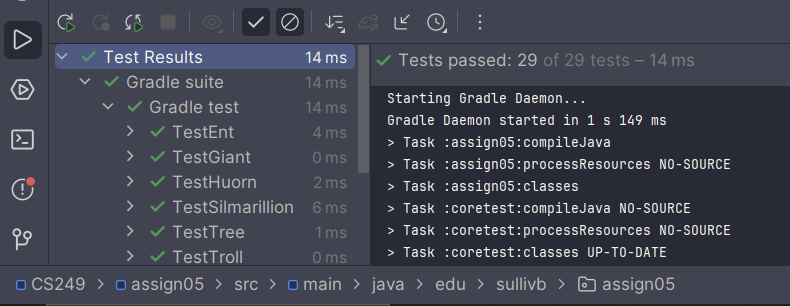 Test Results 14 ms
Gradle suite 14 ms
Gradle test 14 ms
TestEnt 4 ms
TestGiant 0 ms
TestHuorn 2 ms
TestSilmarillion 6 ms
TestTree 1 ms
TestTroll 0 ms
Tests passed: 29 of 29 tests – 14 ms
Starting Gradle Daemon...
Gradle Daemon started in 1 s 149 ms
> Task :assign05:compileJava
> Task :assign05:processResources NO-SOURCE
> Task :assign05:classes
> Task :coretest:compileJava NO-SOURCE
> Task :coretest:processResources NO-SOURCE
> Task :coretest:classes UP-TO-DATE
CS249 > assign05 > src > main > java > edu > sullivb > assign05